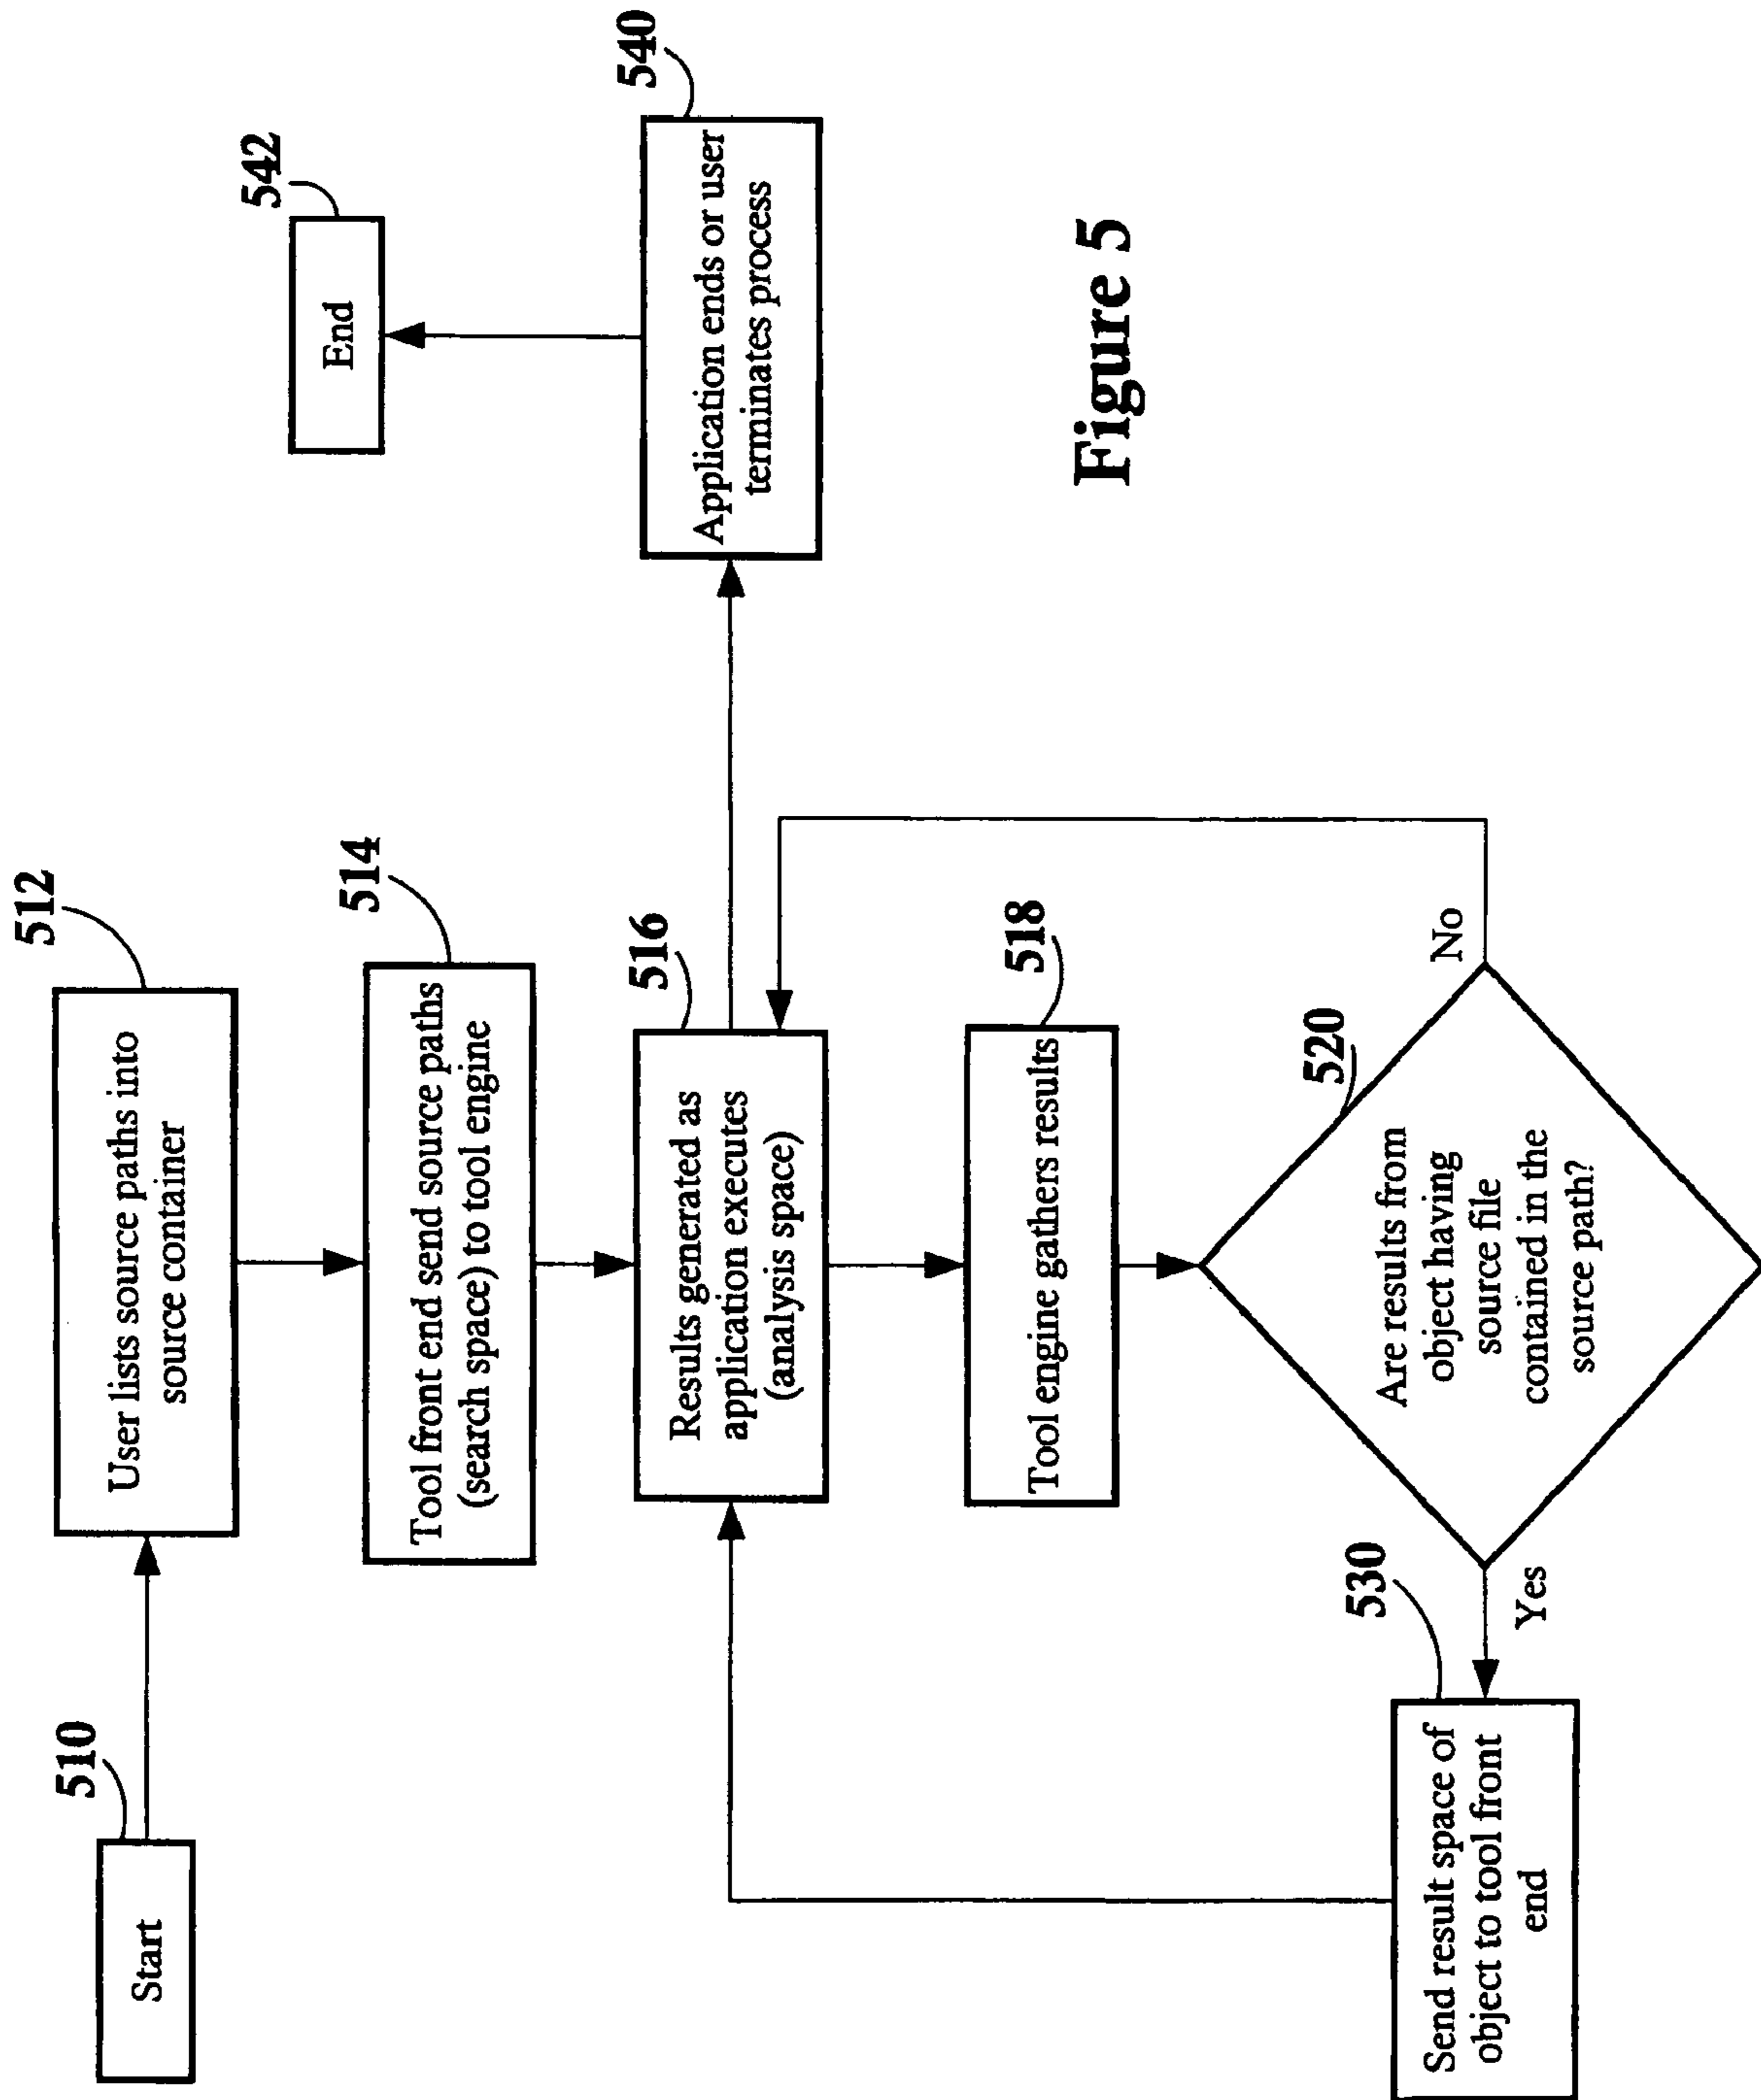 510
Start
512
User lists source paths into
source container
514
Tool front end send source paths
(search space) to tool engine
516
Results generated as
application executes
(analysis space)
518
Tool engine gathers results
520
Are results from
object having
source file
contained in the
source path?
No
Yes
530
Send result space of
object to tool front
end
540
Application ends or user
terminates process
542
End
Figure 5